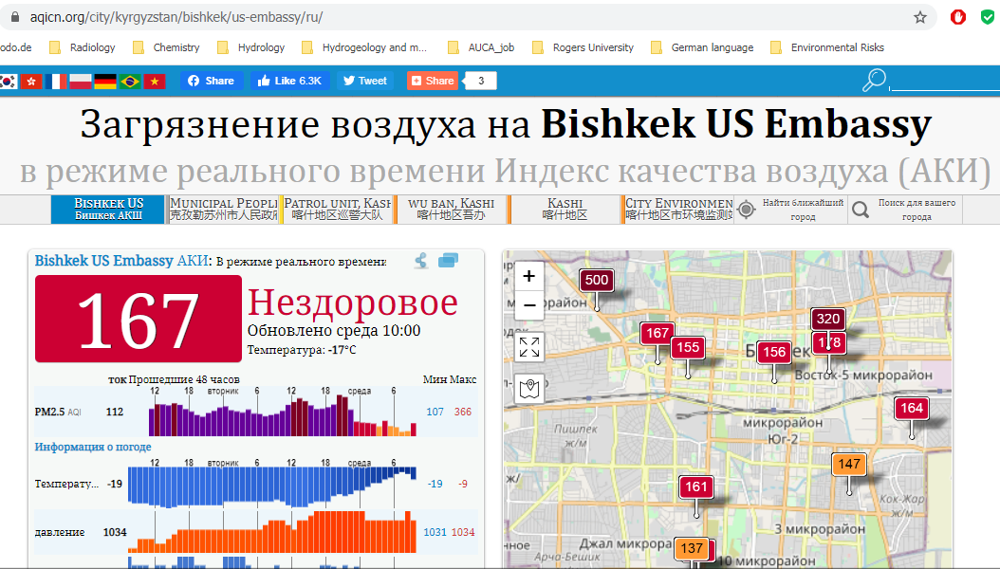 aqicn.org/city/kyrgyzstan/bishkek/us-embassy/ru/
odo.de Radiology Chemistry Hydrology Hydrogeology and m... AUCA_job Rogers University German language Environmental Risks
Share Like 6.3K Tweet Share 3
Загрязнение воздуха на Bishkek US Embassy
в режиме реального времени Индекс качества воздуха (АКИ)
Bishkek US
Бишкек АКШ
Municipal Peopl
克孜勒苏州市人民政府
Patrol unit, Kash
喀什地区巡警大队
wu ban, Kashi
喀什地区吾办
Kashi
喀什地区
City Environmen
喀什地区市环境监测站
Найти ближайший
город
Поиск для вашего
города
Bishkek US Embassy АКИ: В режиме реального времени
167
Нездоровое
Обновлено среда 10:00
Температура: -17°C
ток Прошедшие 48 часов Мин Макс
12 18 вторник 6 12 18 среда 6
PM2.5 AQI 112 107 366
Информация о погоде
12 18 вторник 6 12 18 среда 6
Температу... -19 -19 -9
давление 1034 1031 1034
+
−
500
167
155
156
320
178
164
147
161
137
Восток-5 микрорайон
микрорайон
Юг-2
Пишпек
ж/м
Кок-Жар
ж/м
3 микрорайон
Джал микрора
Арча-Бешик
10 микрорайон